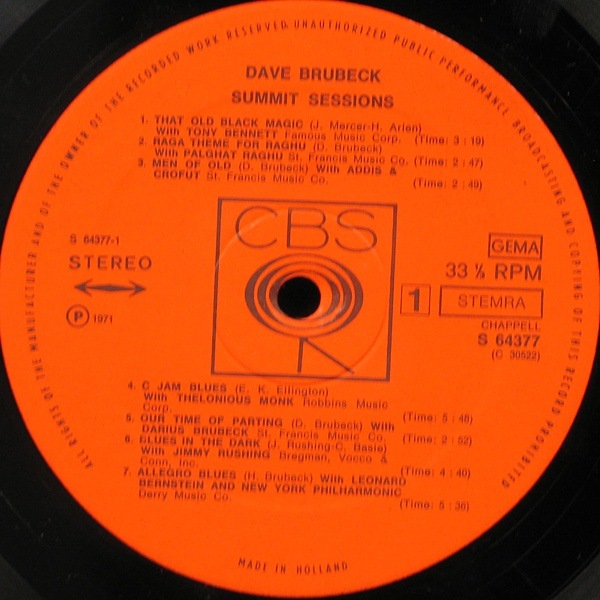 ALL RIGHTS OF THE MANUFACTURER AND OF THE OWNER OF THE RECORDED WORK RESERVED. UNAUTHORIZED PUBLIC PERFORMANCE BROADCASTING AND COPYING OF THIS RECORD PROHIBITED
DAVE BRUBECK
SUMMIT SESSIONS
1. THAT OLD BLACK MAGIC (J. Mercer-H. Arlen)
With TONY BENNETT Famous Music Corp. (Time: 3:19)
2. RAGA THEME FOR RAGHU (D. Brubeck)
With PALGHAT RAGHU St. Francis Music Co. (Time: 2:47)
3. MEN OF OLD (D. Brubeck) With ADDIS &
CROFUT St. Francis Music Co. (Time: 2:49)
CBS
S 64377-1
STEREO
℗ 1971
GEMA
33 ⅓ RPM
1 STEMRA
CHAPPELL
S 64377
(C 30522)
4. C JAM BLUES (E. K. Ellington)
With THELONIOUS MONK Robbins Music
Corp. (Time: 5:48)
5. OUR TIME OF PARTING (D. Brubeck) With
DARIUS BRUBECK St. Francis Music Co. (Time: 2:52)
6. BLUES IN THE DARK (J. Rushing-C. Basie)
With JIMMY RUSHING Bregman, Vocco &
Conn, Inc. (Time: 4:40)
7. ALLEGRO BLUES (H. Brubeck) With LEONARD
BERNSTEIN AND NEW YORK PHILHARMONIC
Derry Music Co. (Time: 5:36)
MADE IN HOLLAND